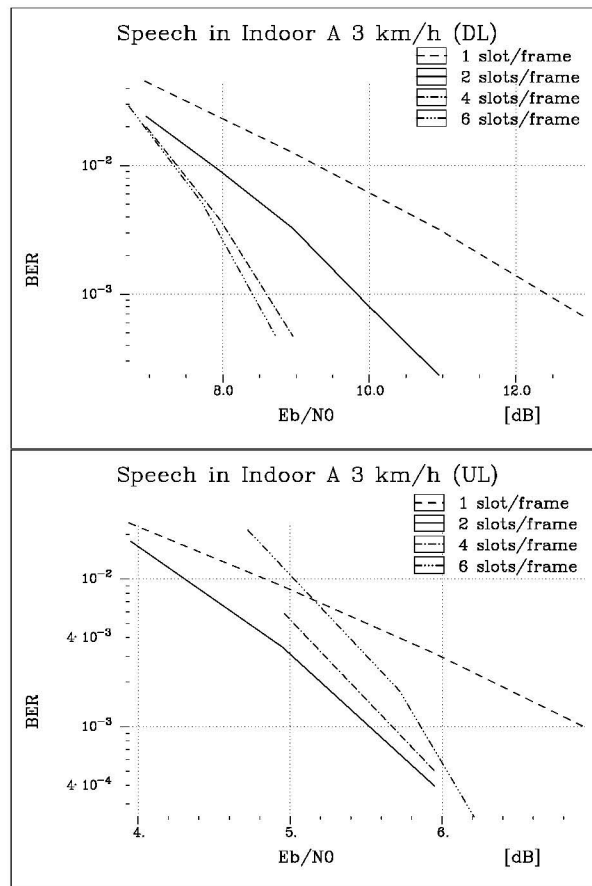 Speech in Indoor A 3 km/h (DL)
1 slot/frame
2 slots/frame
4 slots/frame
6 slots/frame
10⁻²
10⁻³
BER
8.0 10.0 12.0
Eb/N0 [dB]
Speech in Indoor A 3 km/h (UL)
1 slot/frame
2 slots/frame
4 slots/frame
6 slots/frame
10⁻²
4·10⁻³
10⁻³
4·10⁻⁴
BER
4. 5. 6.
Eb/N0 [dB]